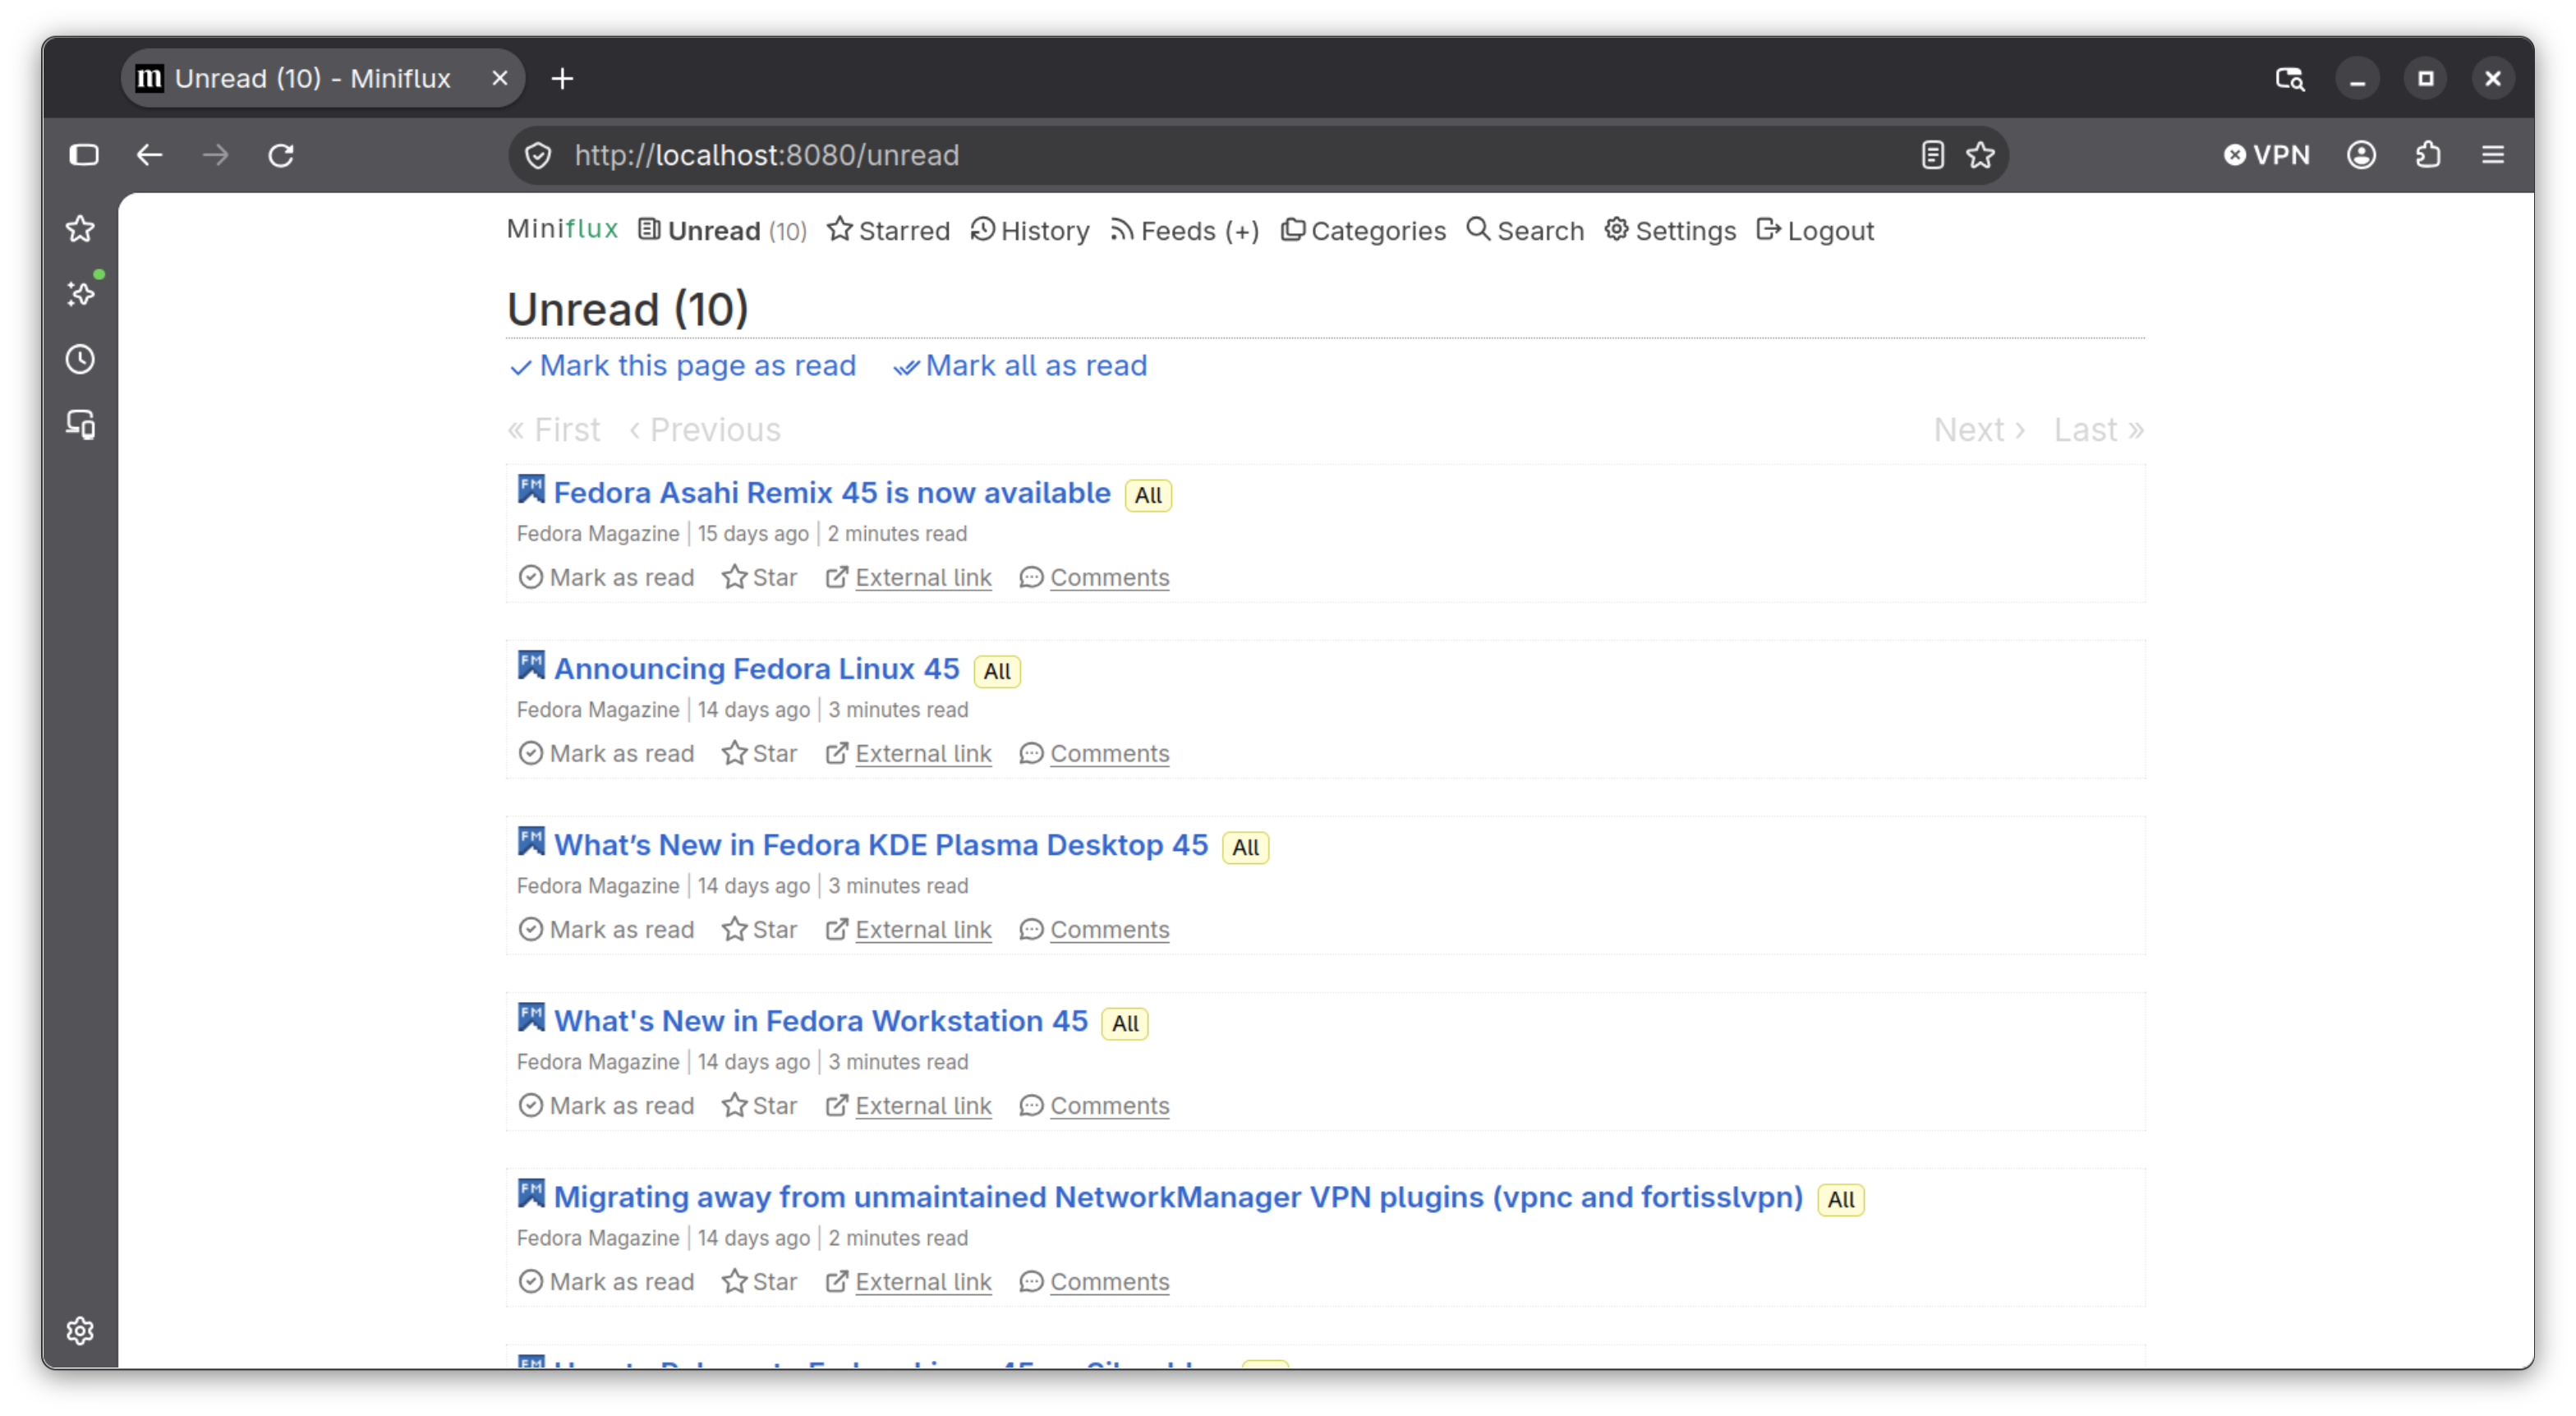 m Unread (10) - Miniflux
http://localhost:8080/unread
VPN
Miniflux Unread (10) Starred History Feeds (+) Categories Search Settings Logout
Unread (10)
Mark this page as read Mark all as read
« First ‹ Previous Next › Last »
FM Fedora Asahi Remix 45 is now available All
Fedora Magazine | 15 days ago | 2 minutes read
Mark as read Star External link Comments
FM Announcing Fedora Linux 45 All
Fedora Magazine | 14 days ago | 3 minutes read
Mark as read Star External link Comments
FM What’s New in Fedora KDE Plasma Desktop 45 All
Fedora Magazine | 14 days ago | 3 minutes read
Mark as read Star External link Comments
FM What's New in Fedora Workstation 45 All
Fedora Magazine | 14 days ago | 3 minutes read
Mark as read Star External link Comments
FM Migrating away from unmaintained NetworkManager VPN plugins (vpnc and fortisslvpn) All
Fedora Magazine | 14 days ago | 2 minutes read
Mark as read Star External link Comments
FM